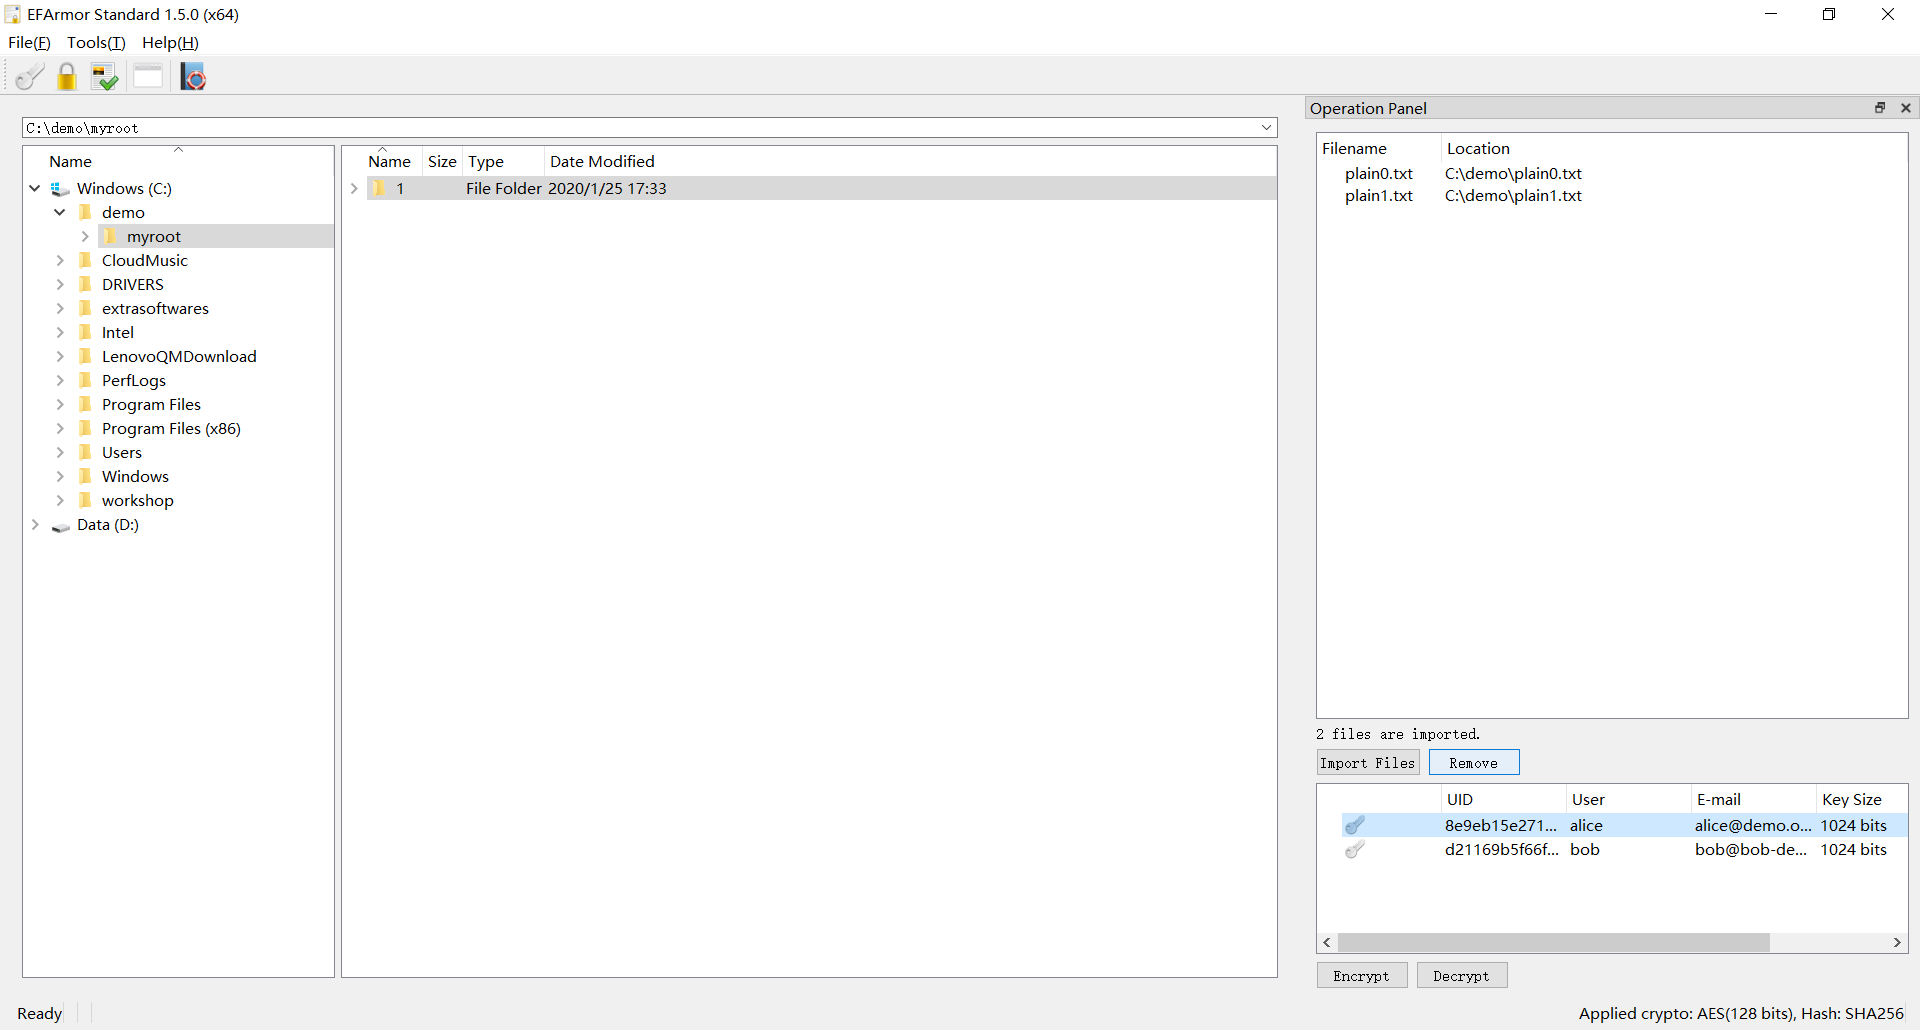 EFArmor Standard 1.5.0 (x64)
File(F) Tools(T) Help(H)
Operation Panel
C:\demo\myroot
Name
Windows (C:)
demo
myroot
CloudMusic
DRIVERS
extrasoftwares
Intel
LenovoQMDownload
PerfLogs
Program Files
Program Files (x86)
Users
Windows
workshop
Data (D:)
Name Size Type Date Modified
1 File Folder 2020/1/25 17:33
Filename Location
plain0.txt C:\demo\plain0.txt
plain1.txt C:\demo\plain1.txt
2 files are imported.
Import Files Remove
UID User E-mail Key Size
8e9eb15e271... alice alice@demo.o... 1024 bits
d21169b5f66f... bob bob@bob-de... 1024 bits
Encrypt Decrypt
Ready
Applied crypto: AES(128 bits), Hash: SHA256